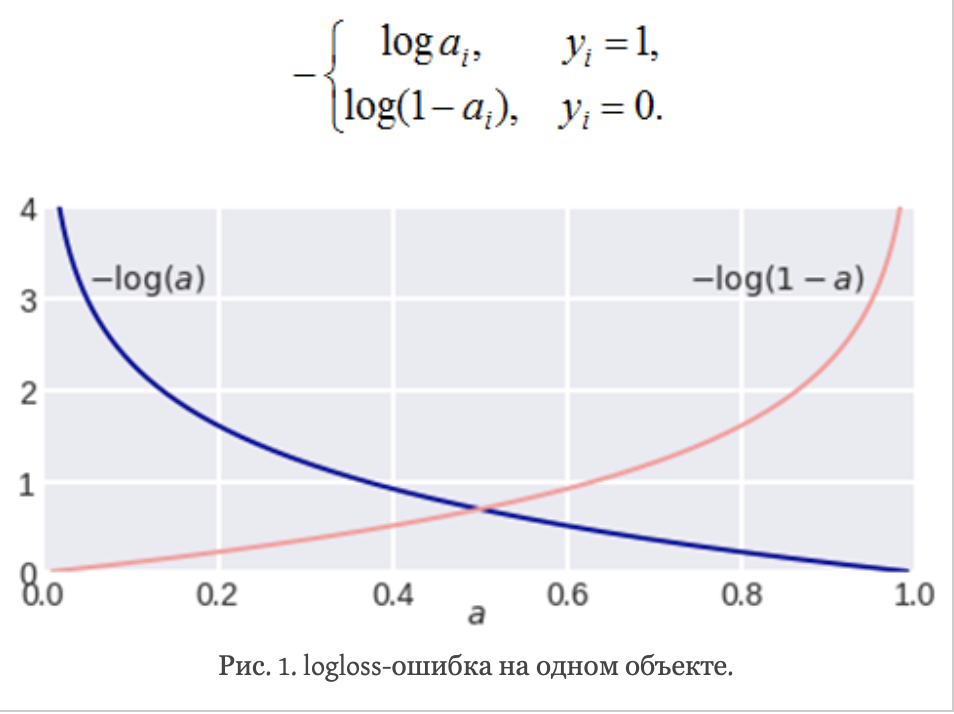 −{ log aᵢ, yᵢ = 1,
log(1 − aᵢ), yᵢ = 0.
4
−log(a) −log(1 − a)
3
2
1
0
0.0 0.2 0.4 0.6 0.8 1.0
a
Рис. 1. logloss-ошибка на одном объекте.